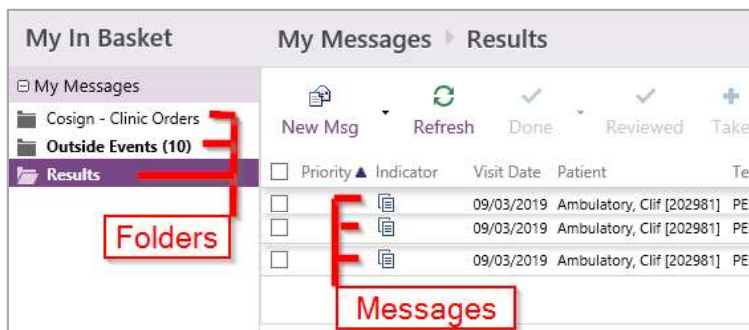 My In Basket
My Messages Results
My Messages
Cosign - Clinic Orders
Outside Events (10)
Results
Folders
New Msg Refresh Done Reviewed Take
Priority Indicator Visit Date Patient Te
09/03/2019 Ambulatory, Clif [202981] PE
09/03/2019 Ambulatory, Clif [202981] PE
09/03/2019 Ambulatory, Clif [202981] PE
Messages